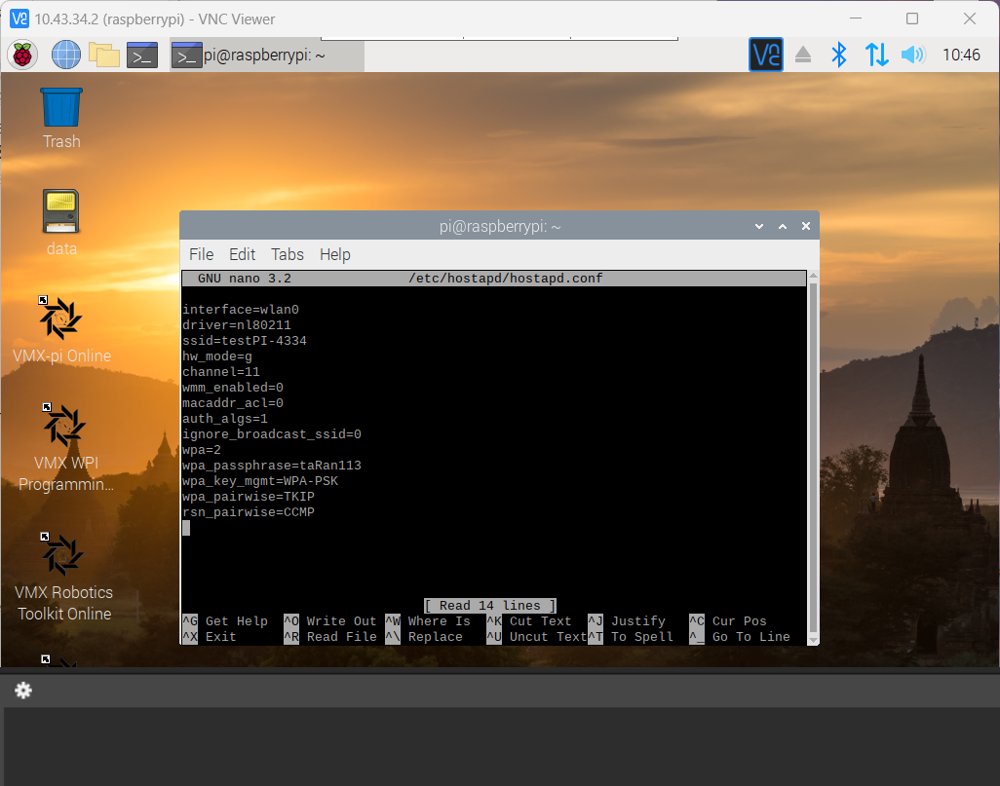 VS 10.43.34.2 (raspberrypi) - VNC Viewer
>_ >_ pi@raspberrypi: ~ 10:46
Trash
data
VMX-pi Online
VMX WPI
Programmin...
VMX Robotics
Toolkit Online
pi@raspberrypi: ~
File Edit Tabs Help
GNU nano 3.2 /etc/hostapd/hostapd.conf
interface=wlan0
driver=nl80211
ssid=testPI-4334
hw_mode=g
channel=11
wmm_enabled=0
macaddr_acl=0
auth_algs=1
ignore_broadcast_ssid=0
wpa=2
wpa_passphrase=taRan113
wpa_key_mgmt=WPA-PSK
wpa_pairwise=TKIP
rsn_pairwise=CCMP
[ Read 14 lines ]
^G Get Help ^O Write Out ^W Where Is ^K Cut Text ^J Justify ^C Cur Pos
^X Exit ^R Read File ^\ Replace ^U Uncut Text ^T To Spell ^_ Go To Line